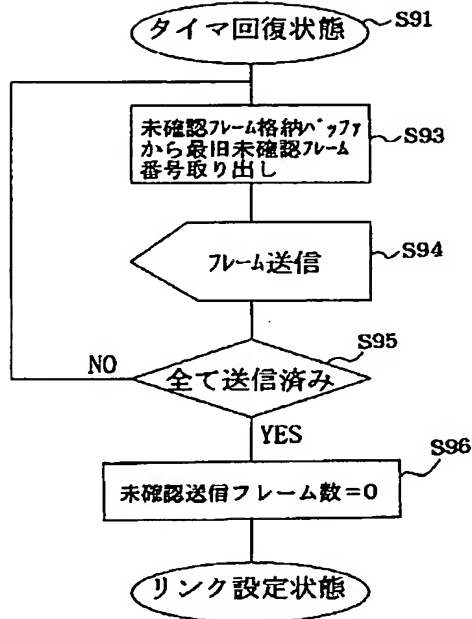 タイマ回復状態
S91
未確認フレーム格納バッファ
から最旧未確認フレーム
番号取り出し
S93
フレーム送信
S94
S95
全て送信済み
NO
YES
S96
未確認送信フレーム数=0
リンク設定状態